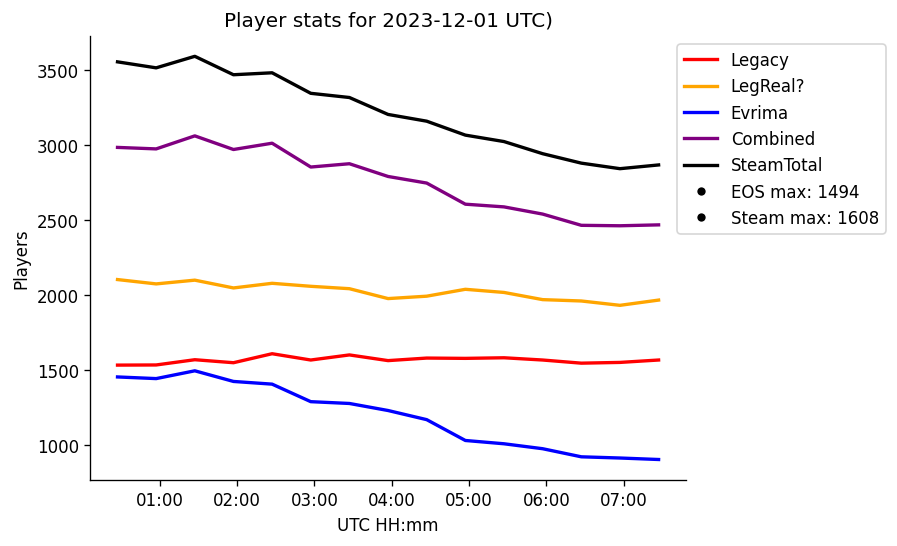 Player stats for 2023-12-01 UTC)
Legacy
LegReal?
Evrima
Combined
SteamTotal
EOS max: 1494
Steam max: 1608
Players
3500
3000
2500
2000
1500
1000
01:00 02:00 03:00 04:00 05:00 06:00 07:00
UTC HH:mm